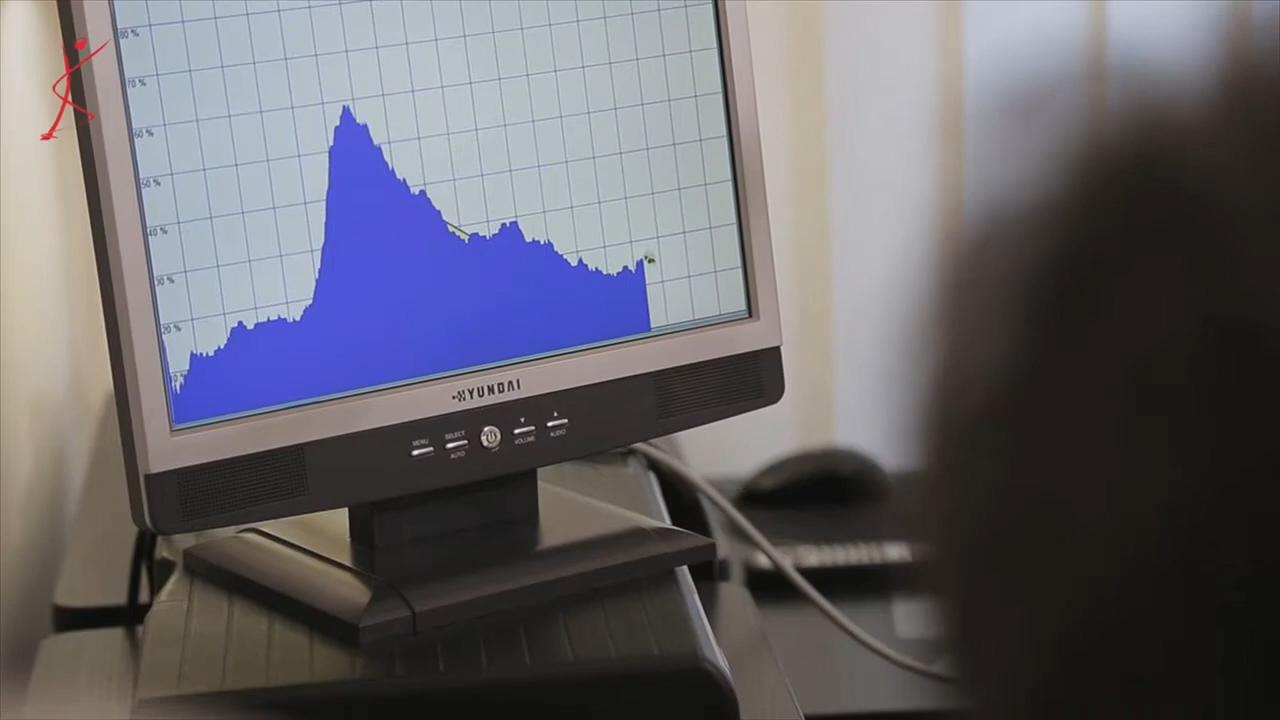 80 %
70 %
60 %
50 %
40 %
30 %
20 %
HYUNDAI
MENU
SELECT
AUTO
VOLUME
AUDIO